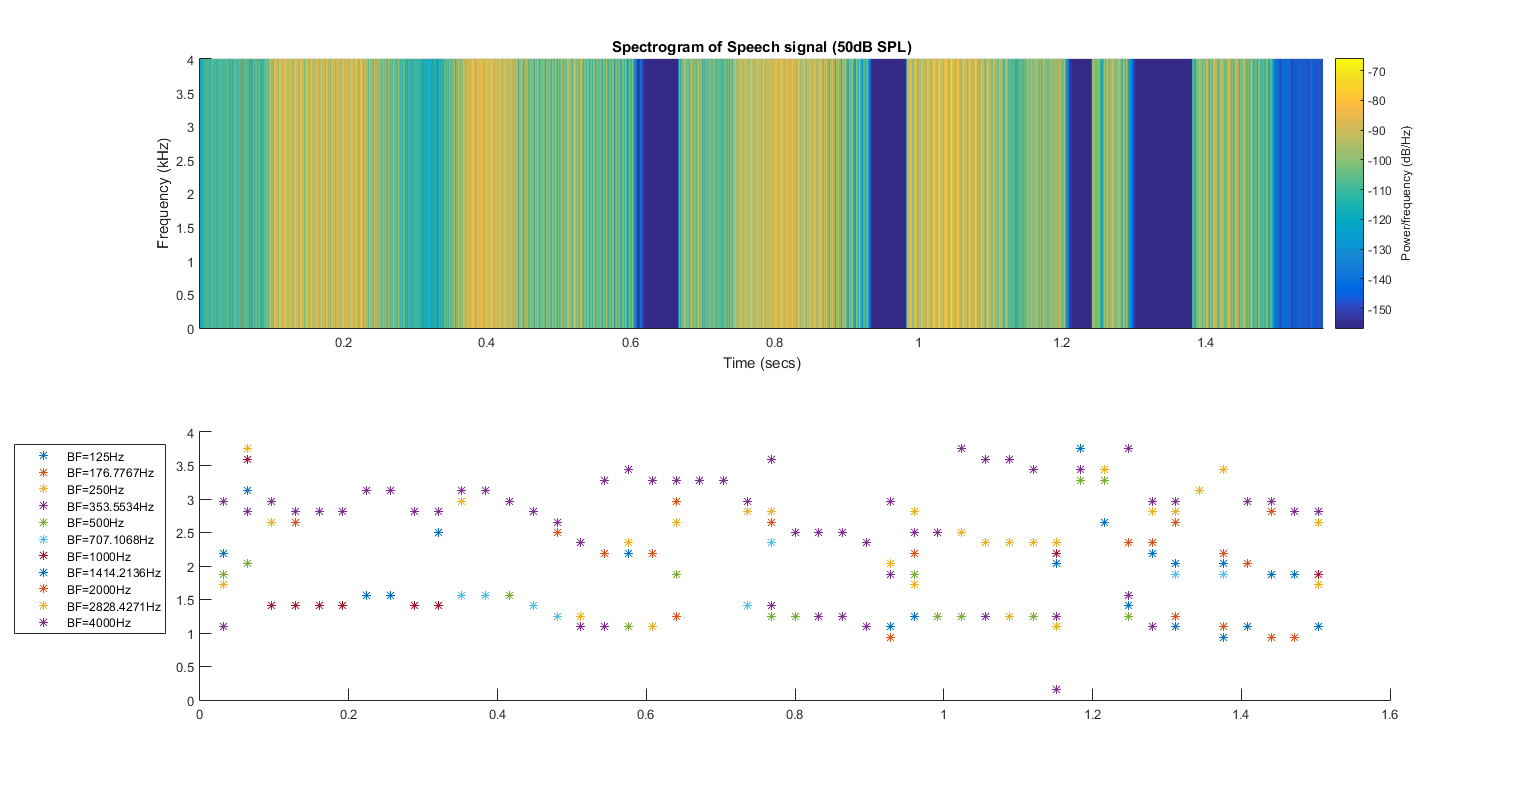 Spectrogram of Speech signal (50dB SPL)
4
3.5
3
2.5
2
1.5
1
0.5
0
Frequency (kHz)
0.2
0.4
0.6
0.8
1
1.2
1.4
Time (secs)
-70
-80
-90
-100
-110
-120
-130
-140
-150
Power/frequency (dB/Hz)
BF=125Hz
BF=176.7767Hz
BF=250Hz
BF=353.5534Hz
BF=500Hz
BF=707.1068Hz
BF=1000Hz
BF=1414.2136Hz
BF=2000Hz
BF=2828.4271Hz
BF=4000Hz
4
3.5
3
2.5
2
1.5
1
0.5
0
0
0.2
0.4
0.6
0.8
1
1.2
1.4
1.6